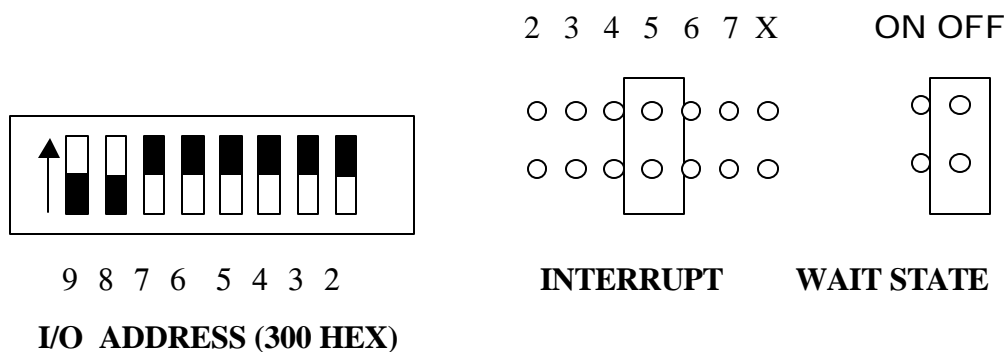 2 3 4 5 6 7 X ON OFF
9 8 7 6 5 4 3 2
INTERRUPT WAIT STATE
I/O ADDRESS (300 HEX)